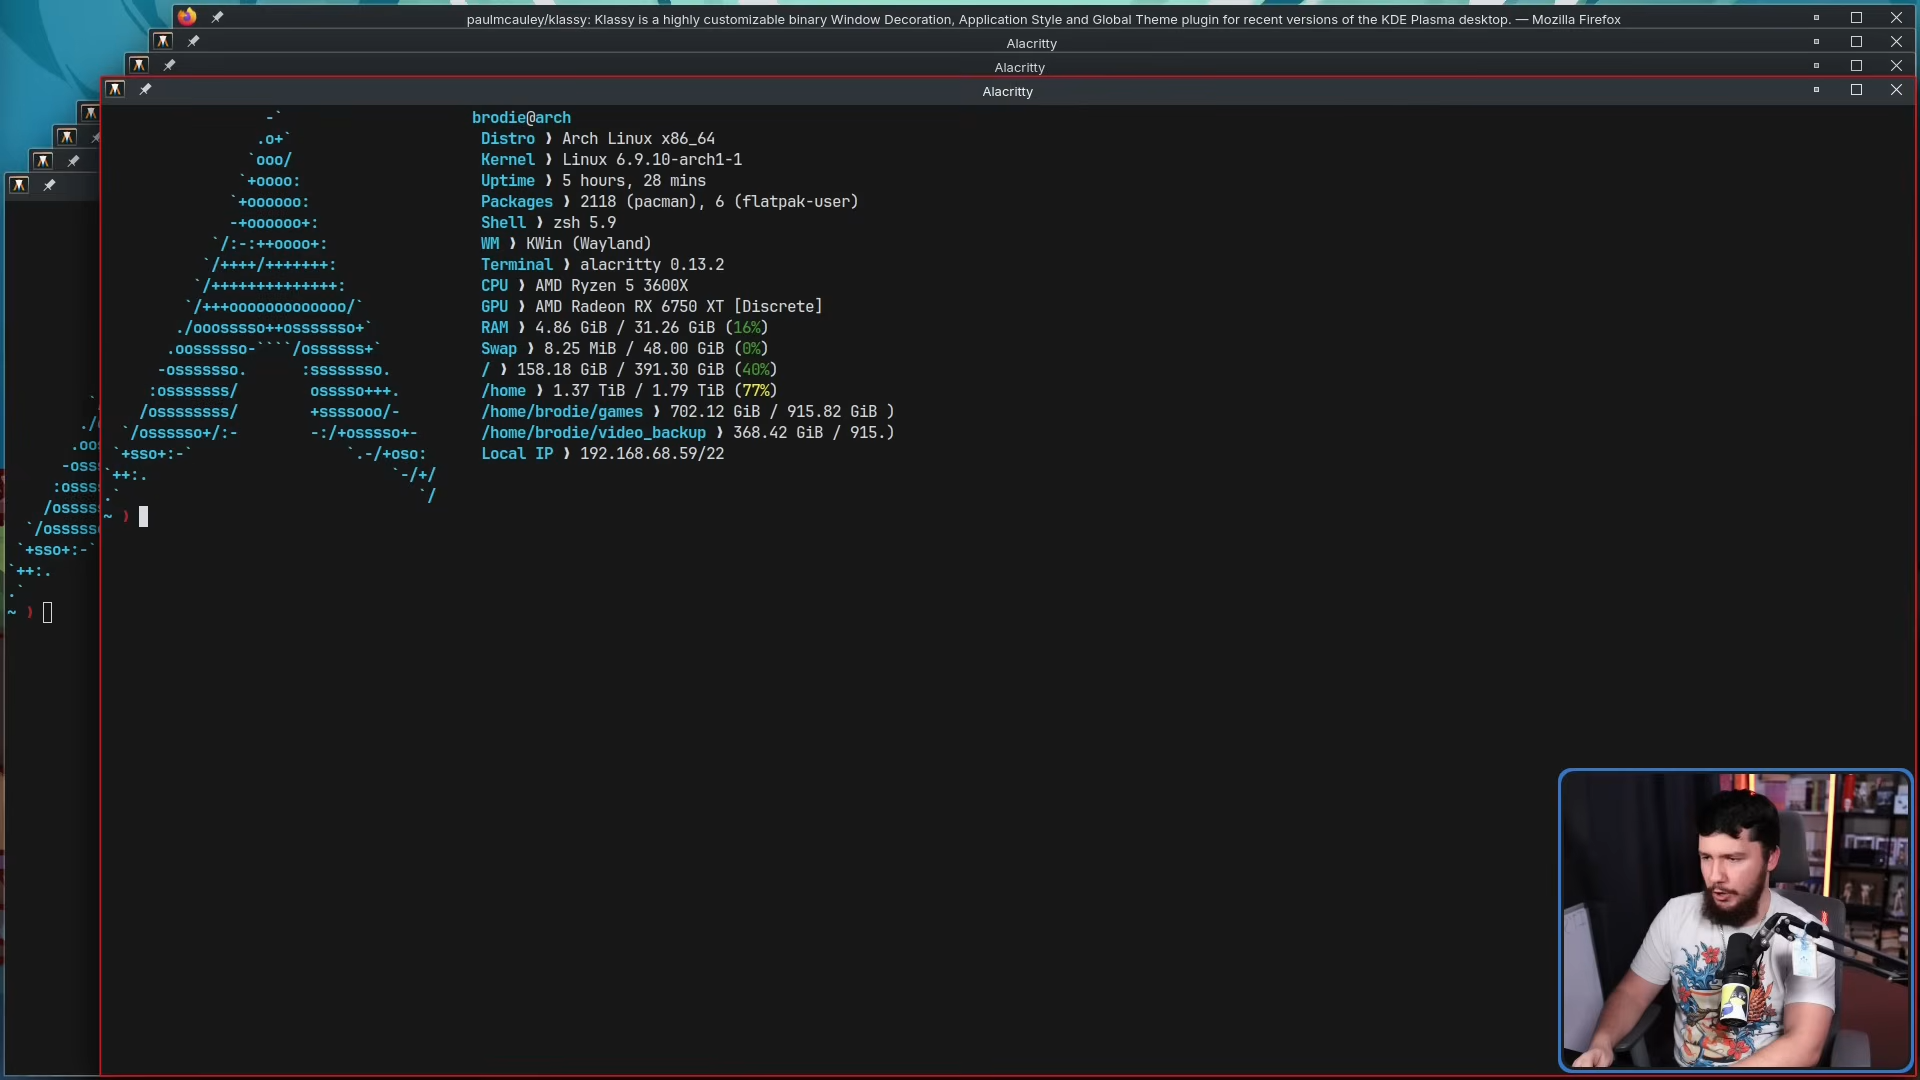 paulmcauley/klassy: Klassy is a highly customizable binary Window Decoration, Application Style and Global Theme plugin for recent versions of the KDE Plasma desktop. — Mozilla Firefox
Alacritty
Alacritty
Alacritty
brodie@arch
Distro ❫ Arch Linux x86_64
Kernel ❫ Linux 6.9.10-arch1-1
Uptime ❫ 5 hours, 28 mins
Packages ❫ 2118 (pacman), 6 (flatpak-user)
Shell ❫ zsh 5.9
WM ❫ KWin (Wayland)
Terminal ❫ alacritty 0.13.2
CPU ❫ AMD Ryzen 5 3600X
GPU ❫ AMD Radeon RX 6750 XT [Discrete]
RAM ❫ 4.86 GiB / 31.26 GiB (16%)
Swap ❫ 8.25 MiB / 48.00 GiB (0%)
/ ❫ 158.18 GiB / 391.30 GiB (40%)
/home ❫ 1.37 TiB / 1.79 TiB (77%)
/home/brodie/games ❫ 702.12 GiB / 915.82 GiB )
/home/brodie/video_backup ❫ 368.42 GiB / 915.)
Local IP ❫ 192.168.68.59/22
~ ❫
~ ❫